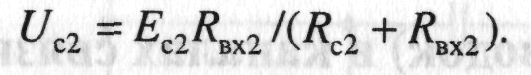 U_с2 = E_с2 R_вх2 /(R_с2 + R_вх2).